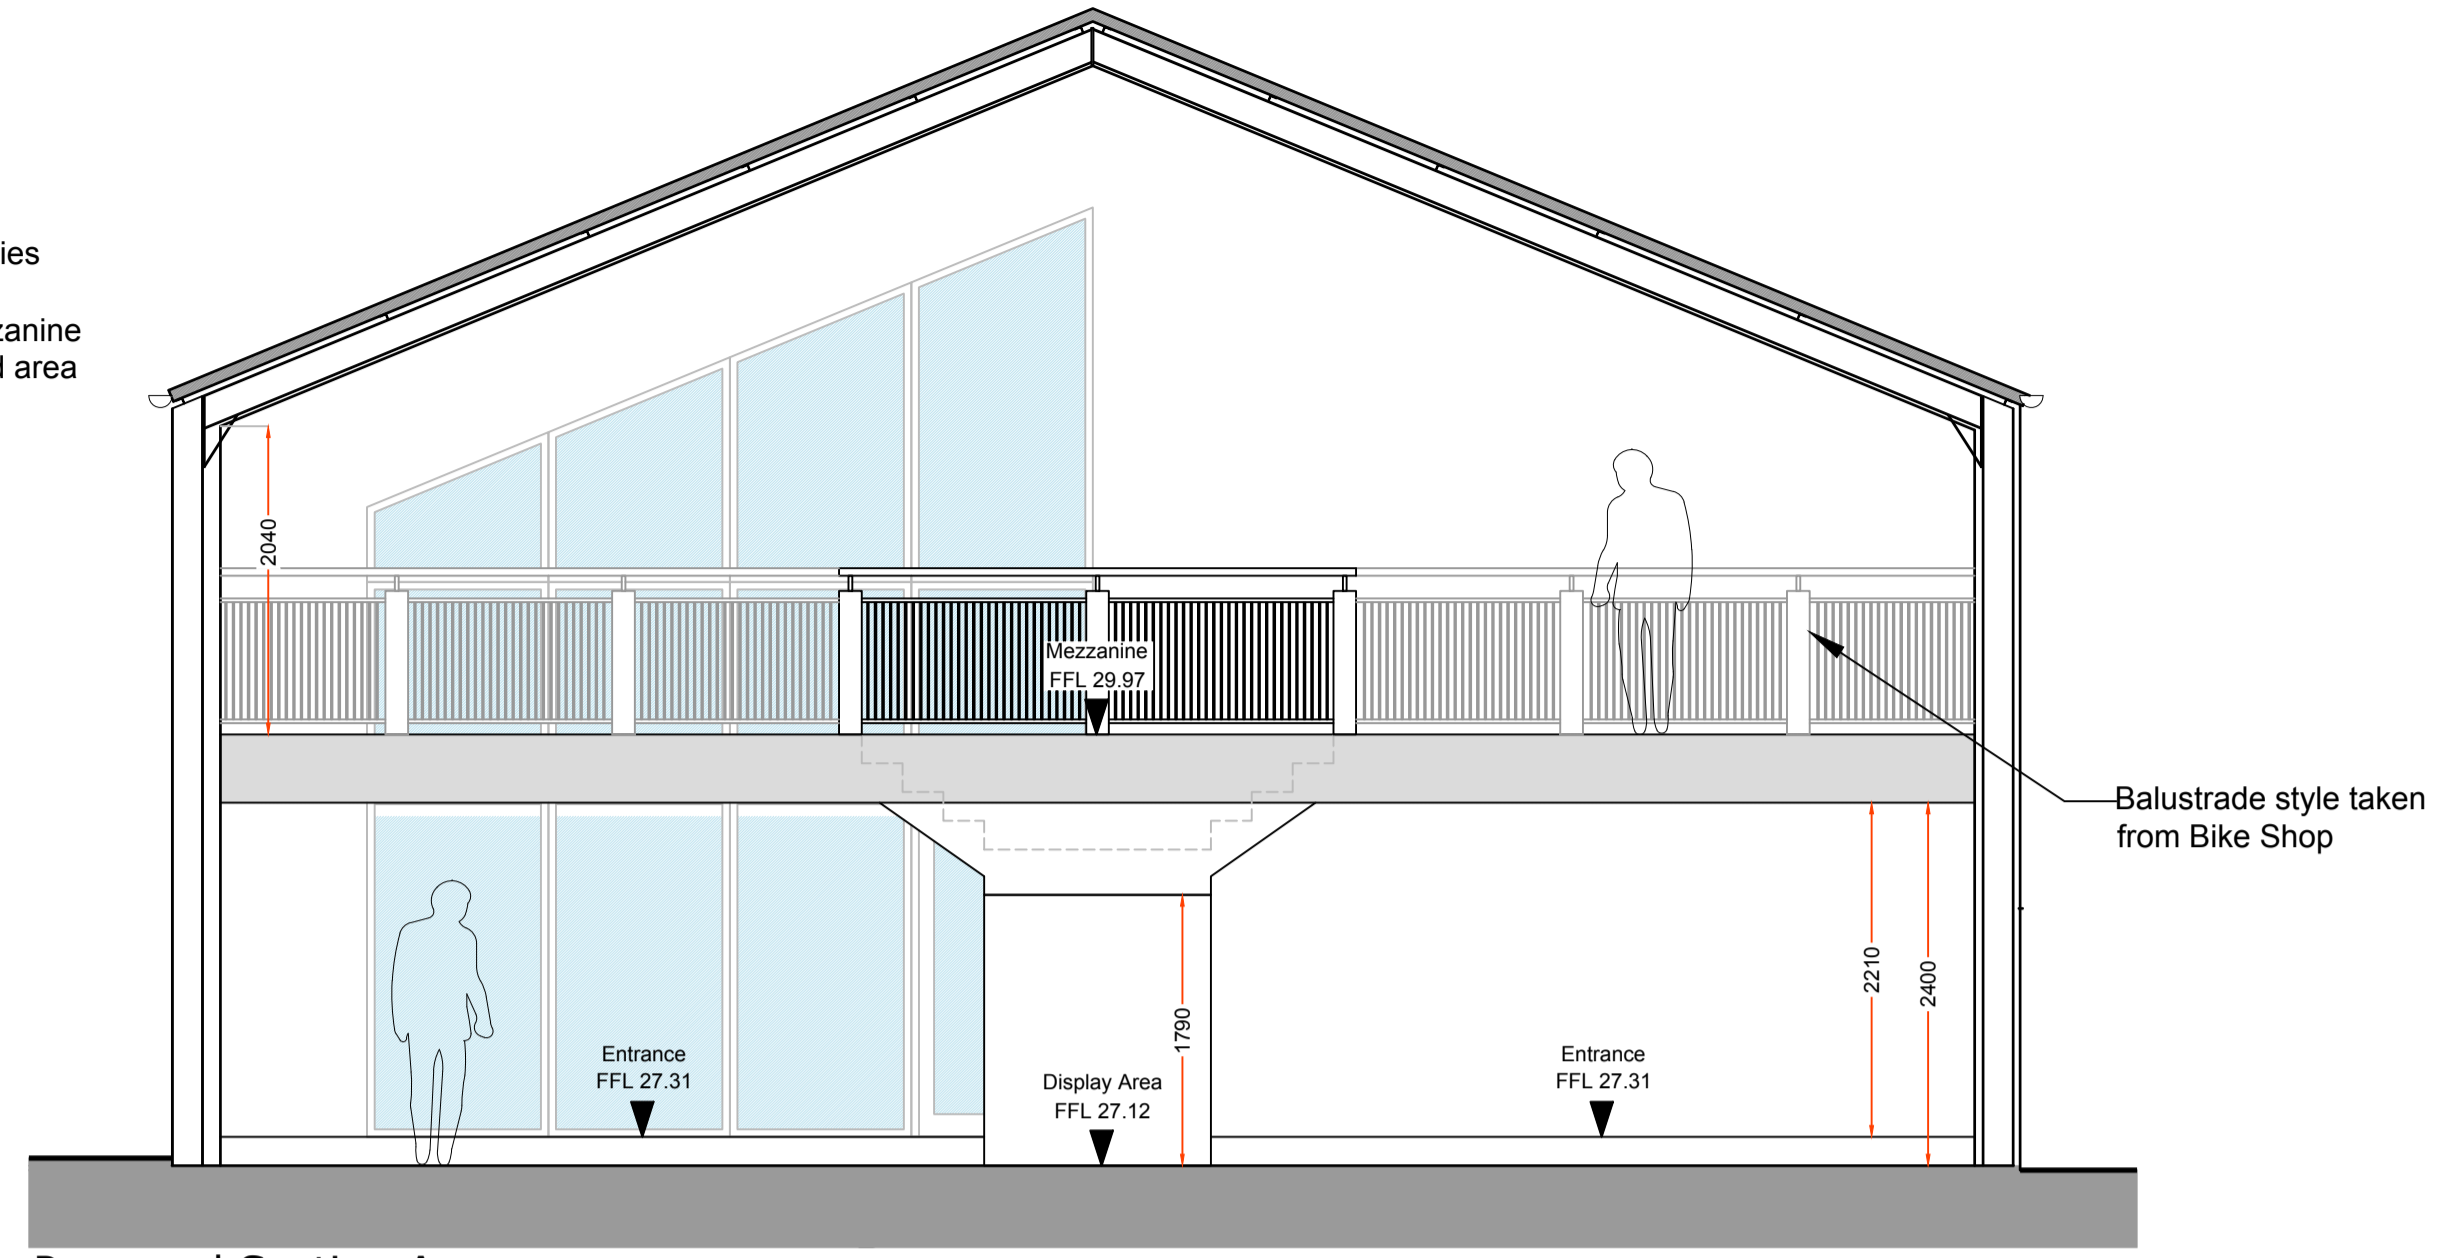 ies
zanine
d area
2040
Mezzanine
FFL 29.97
Balustrade style taken
from Bike Shop
2210
2400
1790
Entrance
FFL 27.31
Display Area
FFL 27.12
Entrance
FFL 27.31